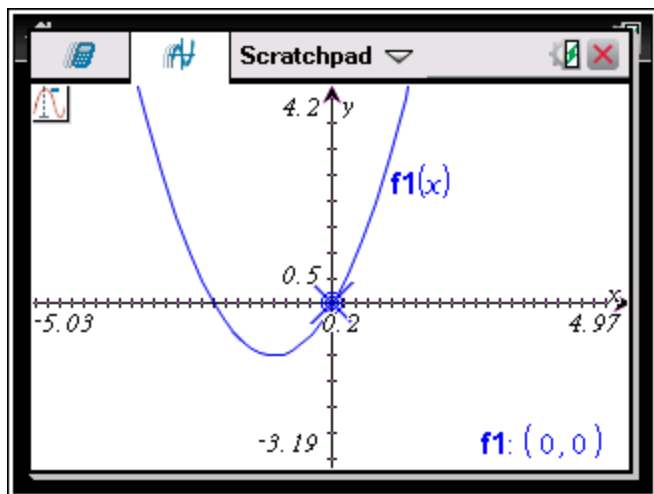 Scratchpad
4.2 y
f1(x)
0.5
x
-5.03 0.2 4.97
-3.19
f1: (0,0)